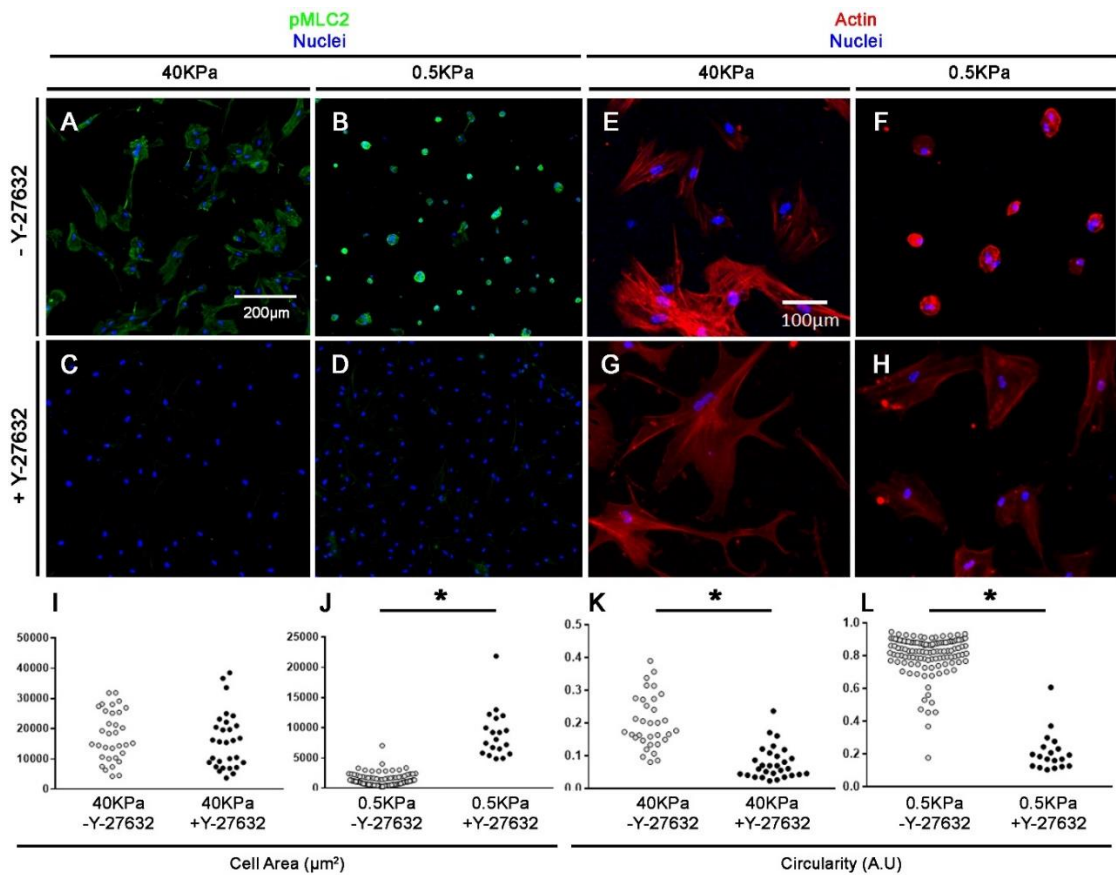 pMLC2
Nuclei
Actin
Nuclei
40KPa
0.5KPa
40KPa
0.5KPa
- Y-27632
A
B
E
F
200µm
100µm
+ Y-27632
C
D
G
H
I
J
*
K
*
L
*
50000
40000
30000
20000
10000
0
25000
20000
15000
10000
5000
0
0.5
0.4
0.3
0.2
0.1
0.0
1.0
0.8
0.6
0.4
0.2
0.0
40KPa
-Y-27632
40KPa
+Y-27632
0.5KPa
-Y-27632
0.5KPa
+Y-27632
40KPa
-Y-27632
40KPa
+Y-27632
0.5KPa
-Y-27632
0.5KPa
+Y-27632
Cell Area (µm²)
Circularity (A.U)